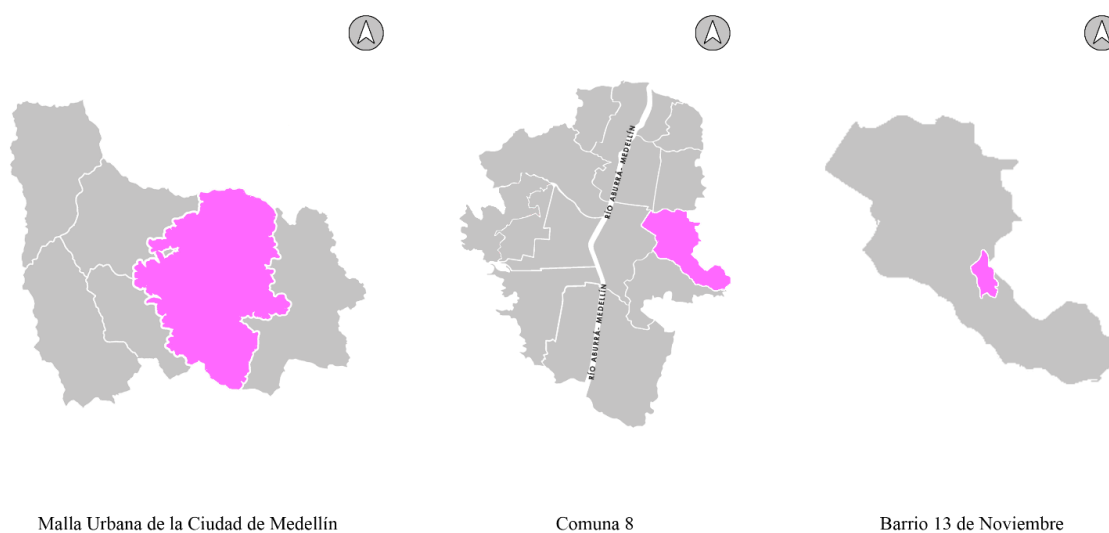 RÍO ABURRÁ- MEDELLÍN
RÍO ABURRÁ- MEDELLÍN
Malla Urbana de la Ciudad de Medellín
Comuna 8
Barrio 13 de Noviembre